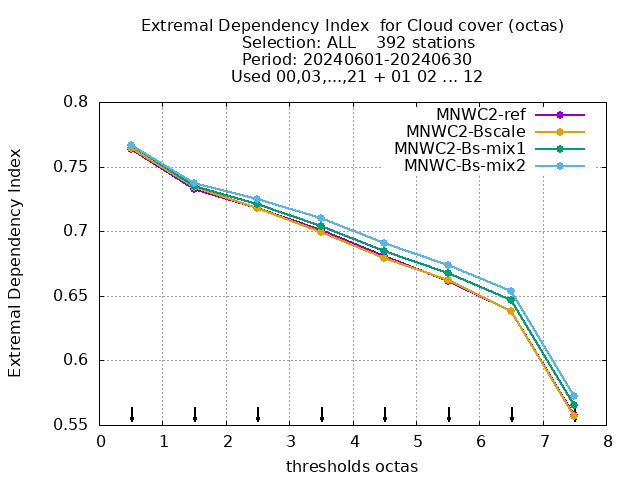 Extremal Dependency Index  for Cloud cover (octas)
Selection: ALL    392 stations
Period: 20240601-20240630
Used 00,03,...,21 + 01 02 ... 12
MNWC2-ref
MNWC2-Bscale
MNWC2-Bs-mix1
MNWC-Bs-mix2
Extremal Dependency Index
0.8
0.75
0.7
0.65
0.6
0.55
0 1 2 3 4 5 6 7 8
thresholds octas